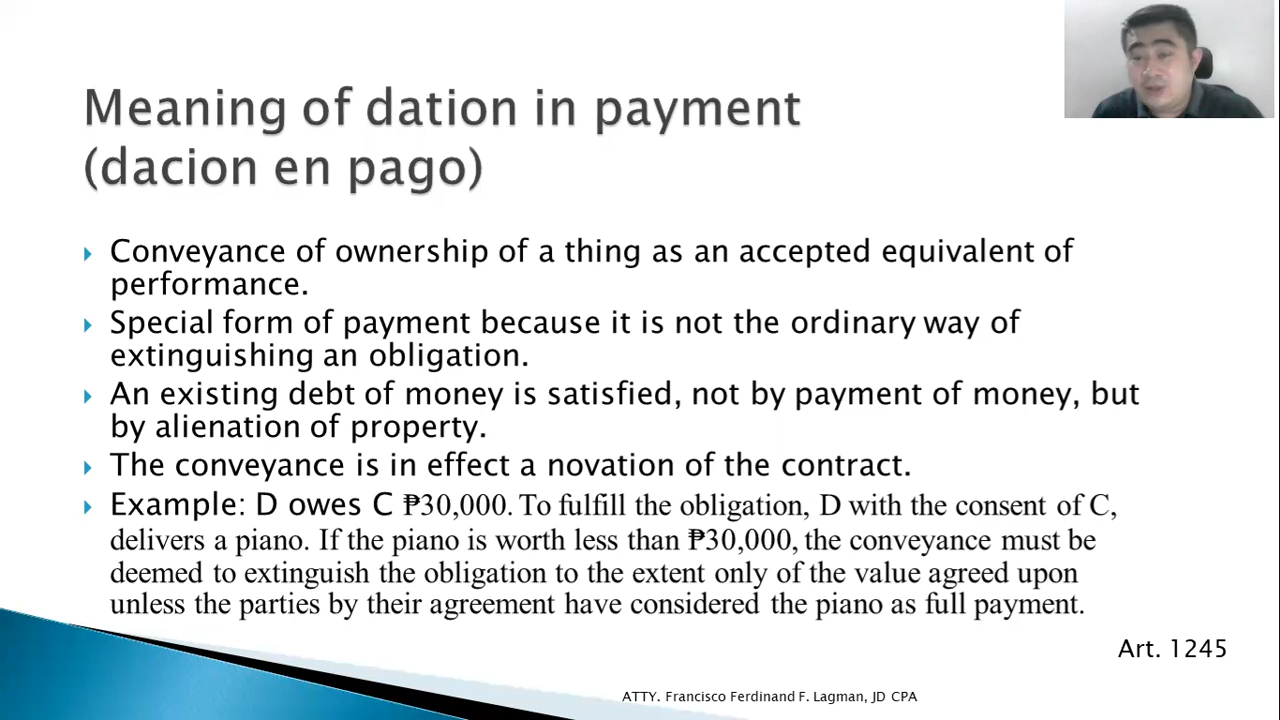 Meaning of dation in payment
(dacion en pago)
Conveyance of ownership of a thing as an accepted equivalent of
performance.
Special form of payment because it is not the ordinary way of
extinguishing an obligation.
An existing debt of money is satisfied, not by payment of money, but
by alienation of property.
The conveyance is in effect a novation of the contract.
Example: D owes C ₱30,000. To fulfill the obligation, D with the consent of C,
delivers a piano. If the piano is worth less than ₱30,000, the conveyance must be
deemed to extinguish the obligation to the extent only of the value agreed upon
unless the parties by their agreement have considered the piano as full payment.
Art. 1245
ATTY. Francisco Ferdinand F. Lagman, JD CPA